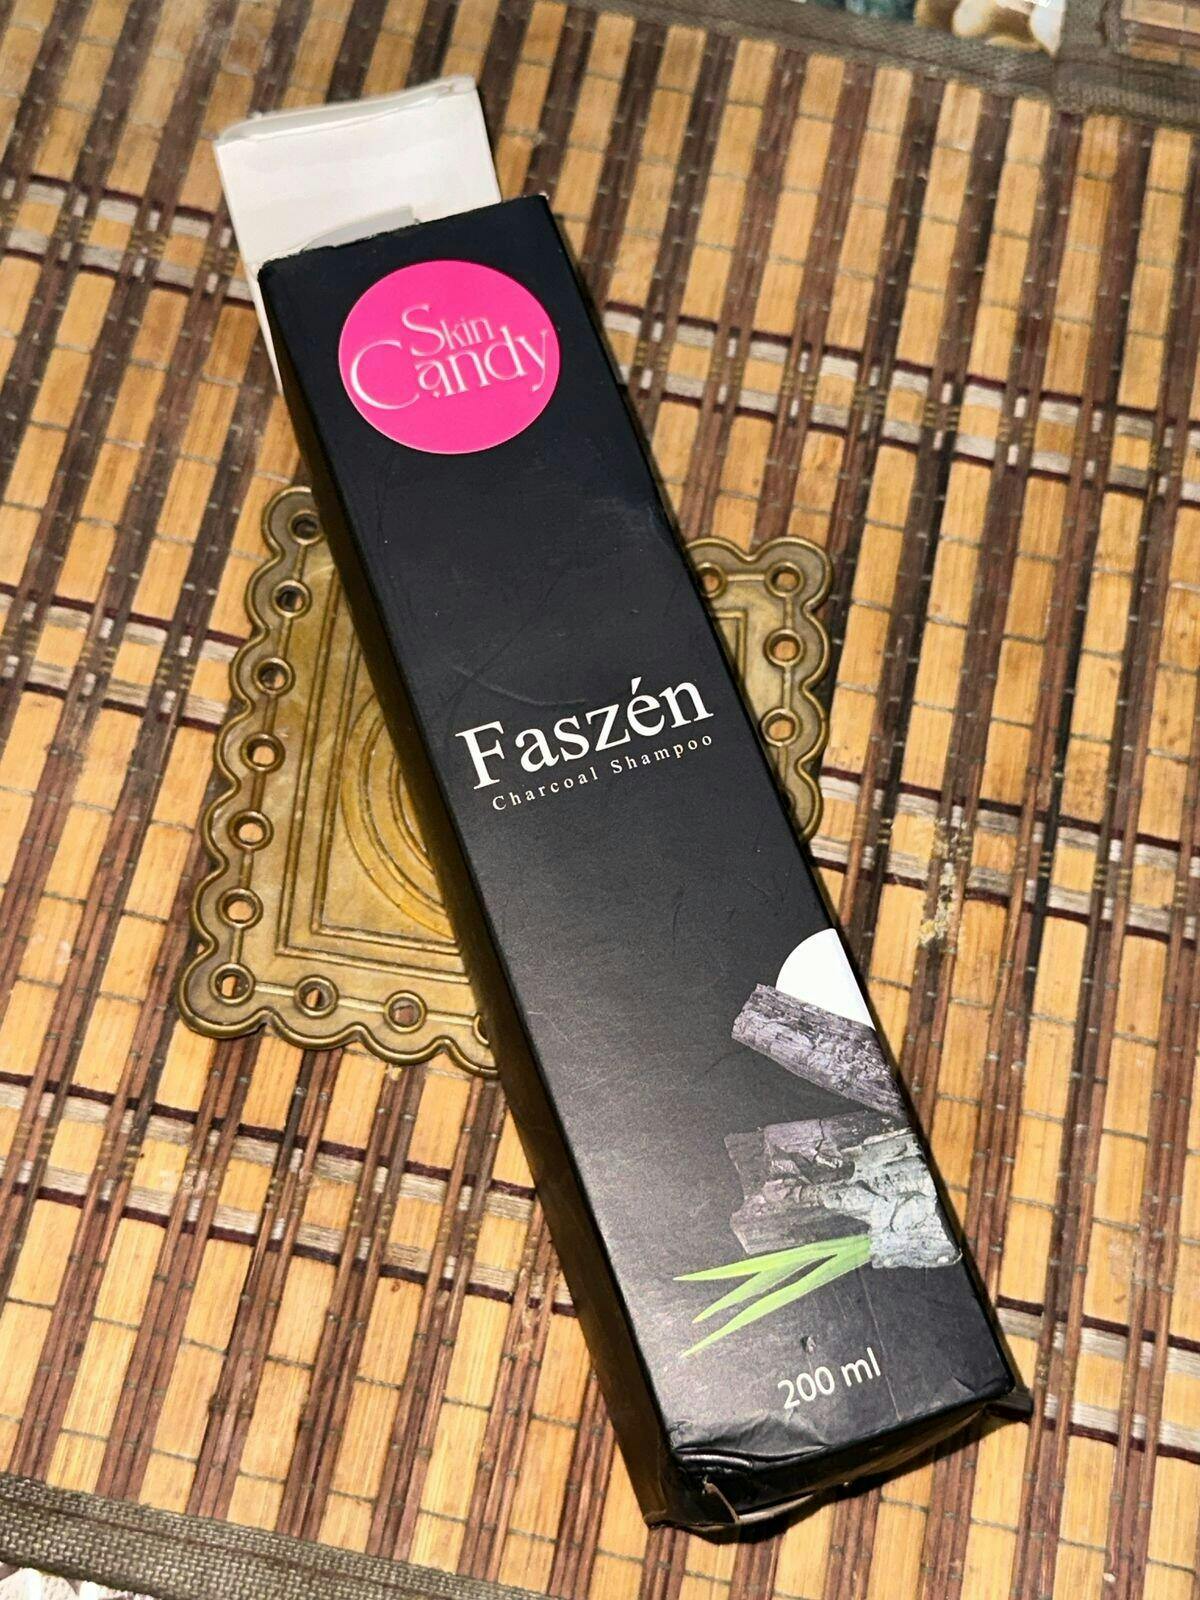 Skin
Candy
Faszén
Charcoal Shampoo
200 ml